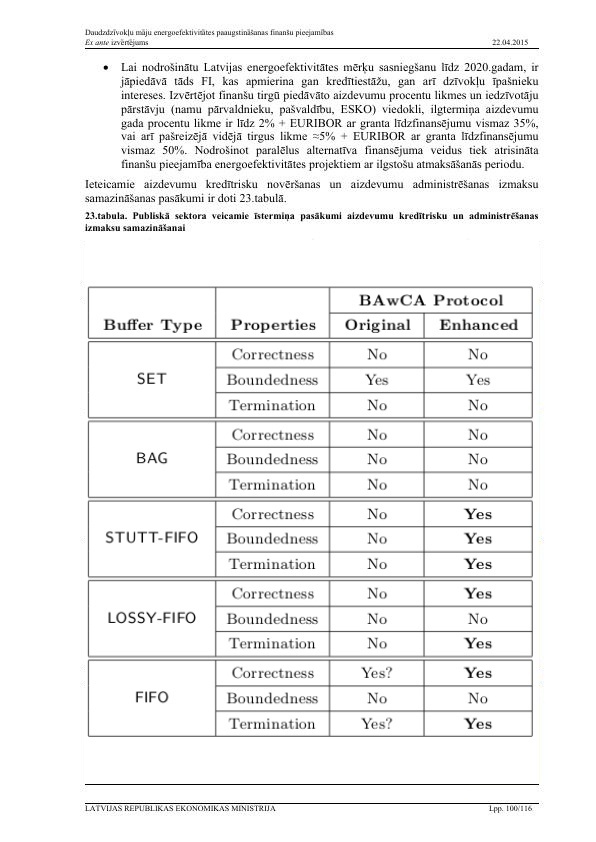 Daudzdzīvokļu māju energoefektivitātes paaugstināšanas finanšu pieejamības
Ex ante izvērtējums 22.04.2015
• Lai nodrošinātu Latvijas energoefektivitātes mērķu sasniegšanu līdz 2020.gadam, ir
jāpiedāvā tāds FI, kas apmierina gan kredītiestāžu, gan arī dzīvokļu īpašnieku
intereses. Izvērtējot finanšu tirgū piedāvāto aizdevumu procentu likmes un iedzīvotāju
pārstāvju (namu pārvaldnieku, pašvaldību, ESKO) viedokli, ilgtermiņa aizdevumu
gada procentu likme ir līdz 2% + EURIBOR ar granta līdzfinansējumu vismaz 35%,
vai arī pašreizējā vidējā tirgus likme ≈5% + EURIBOR ar granta līdzfinansējumu
vismaz 50%. Nodrošinot paralēlus alternatīva finansējuma veidus tiek atrisināta
finanšu pieejamība energoefektivitātes projektiem ar ilgstošu atmaksāšanās periodu.
Ieteicamie aizdevumu kredītrisku novēršanas un aizdevumu administrēšanas izmaksu
samazināšanas pasākumi ir doti 23.tabulā.
23.tabula. Publiskā sektora veicamie īstermiņa pasākumi aizdevumu kredītrisku un administrēšanas
izmaksu samazināšanai
BAwCA Protocol
Buffer Type Properties Original Enhanced
Correctness No No
SET Boundedness Yes Yes
Termination No No
Correctness No No
BAG Boundedness No No
Termination No No
Correctness No Yes
STUTT-FIFO Boundedness No Yes
Termination No Yes
Correctness No Yes
LOSSY-FIFO Boundedness No No
Termination No Yes
Correctness Yes? Yes
FIFO Boundedness No No
Termination Yes? Yes
LATVIJAS REPUBLIKAS EKONOMIKAS MINISTRIJA Lpp. 100/116